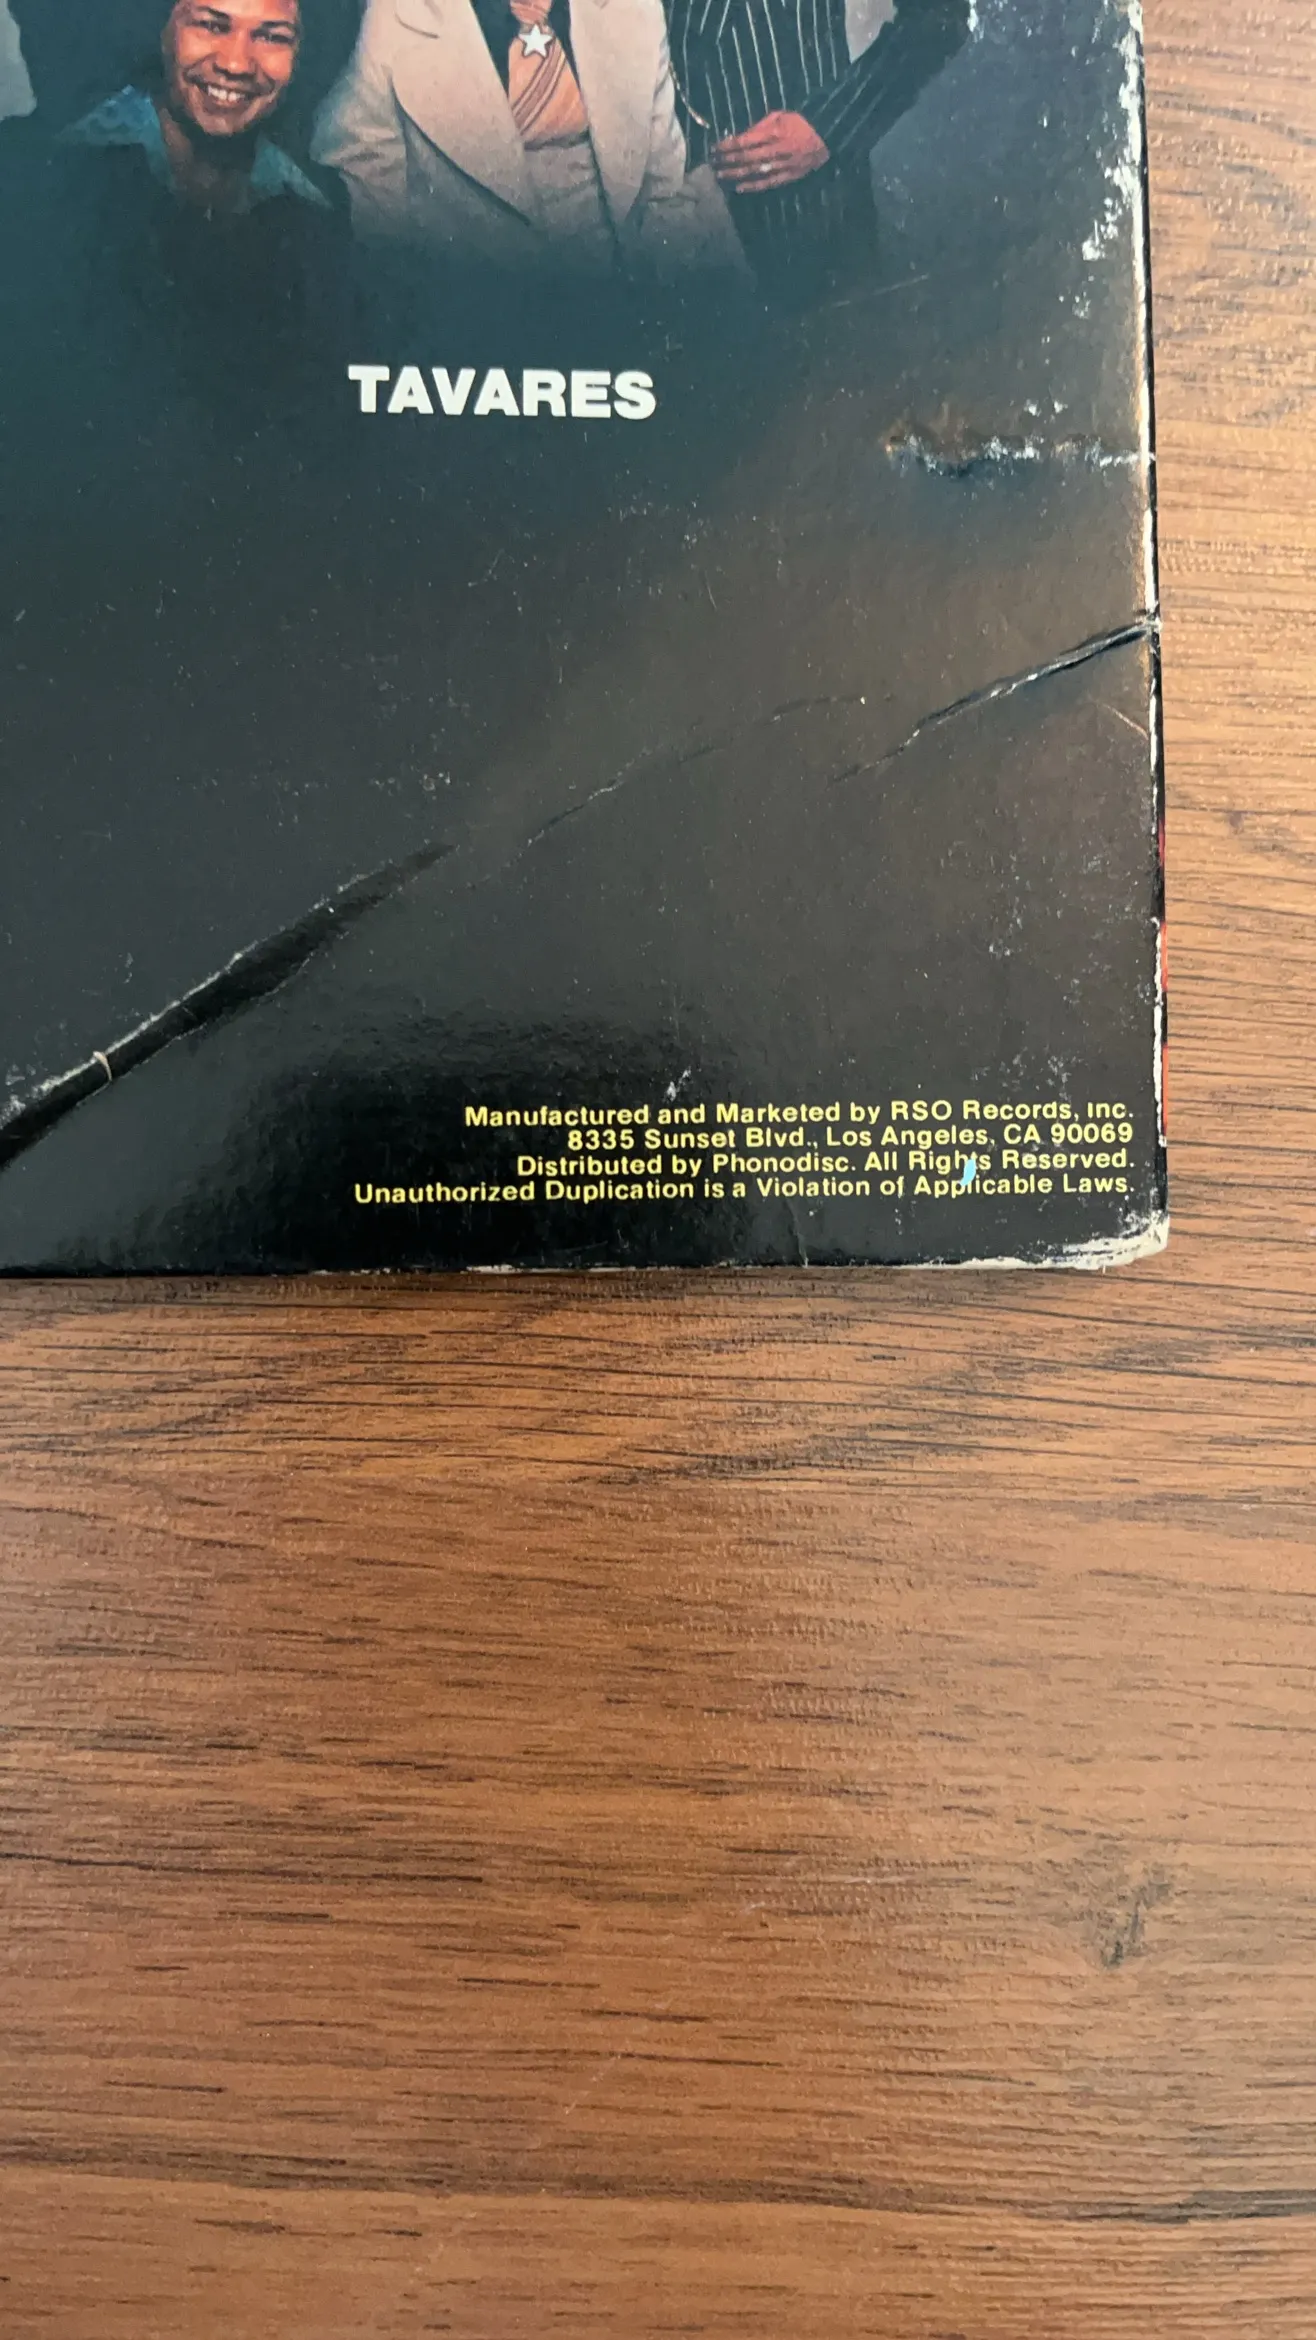 TAVARES
Manufactured and Marketed by RSO Records, Inc.
8335 Sunset Blvd., Los Angeles, CA 90069
Distributed by Phonodisc. All Rights Reserved.
Unauthorized Duplication is a Violation of Applicable Laws.